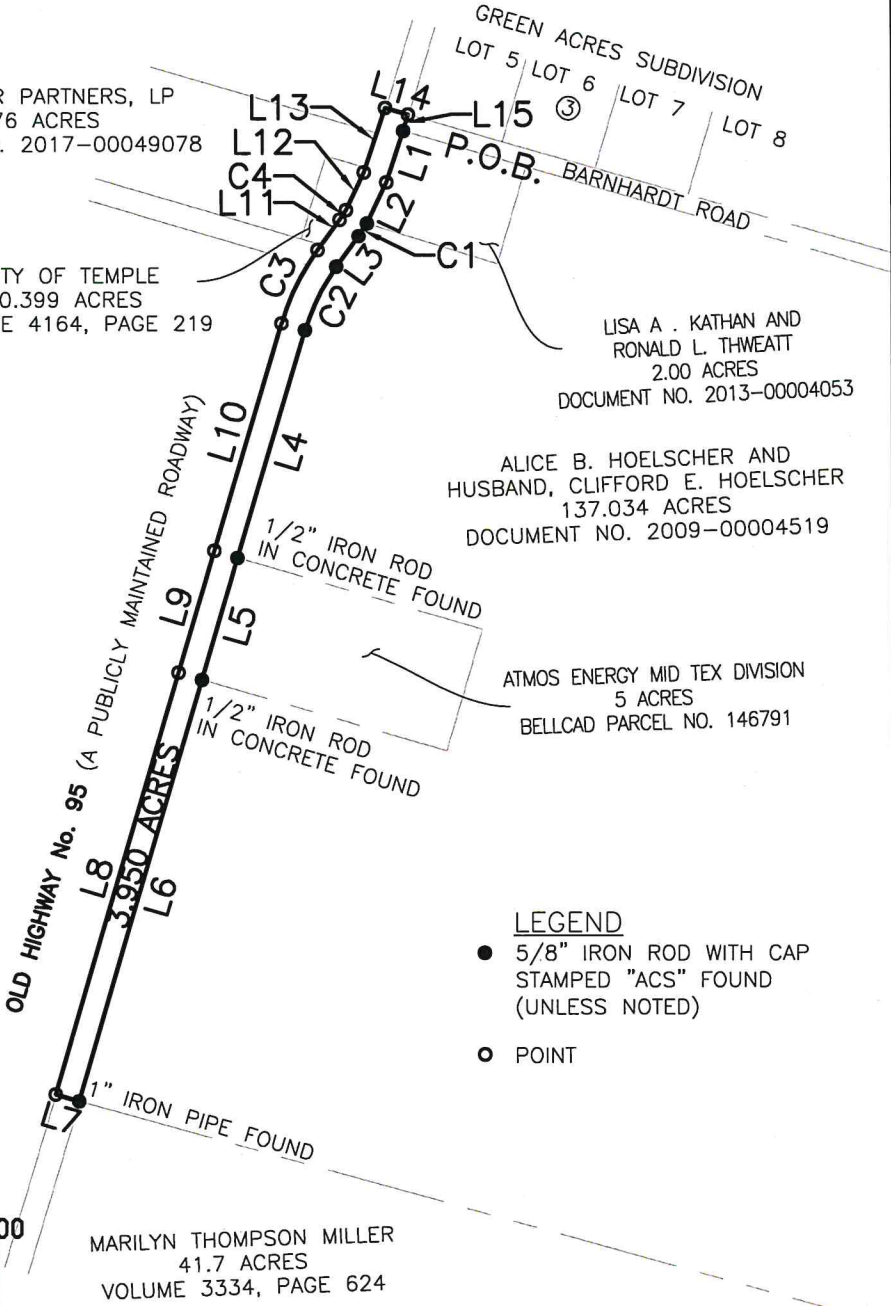 GREEN ACRES SUBDIVISION
LOT 5
LOT 6
LOT 7
LOT 8
3
R PARTNERS, LP
76 ACRES
. 2017-00049078
L14
L13
L15
L12
L1
P.O.B.
BARNHARDT ROAD
C4
L11
L2
C1
L3
C3
C2
TY OF TEMPLE
0.399 ACRES
E 4164, PAGE 219
LISA A . KATHAN AND
RONALD L. THWEATT
2.00 ACRES
DOCUMENT NO. 2013-00004053
L10
L4
ALICE B. HOELSCHER AND
HUSBAND, CLIFFORD E. HOELSCHER
137.034 ACRES
DOCUMENT NO. 2009-00004519
1/2" IRON ROD
IN CONCRETE FOUND
L9
L5
ATMOS ENERGY MID TEX DIVISION
5 ACRES
BELLCAD PARCEL NO. 146791
1/2" IRON ROD
IN CONCRETE FOUND
OLD HIGHWAY No. 95 (A PUBLICLY MAINTAINED ROADWAY)
L8
3.950 ACRES
L6
LEGEND
5/8" IRON ROD WITH CAP
STAMPED "ACS" FOUND
(UNLESS NOTED)
POINT
L7
1" IRON PIPE FOUND
00
MARILYN THOMPSON MILLER
41.7 ACRES
VOLUME 3334, PAGE 624